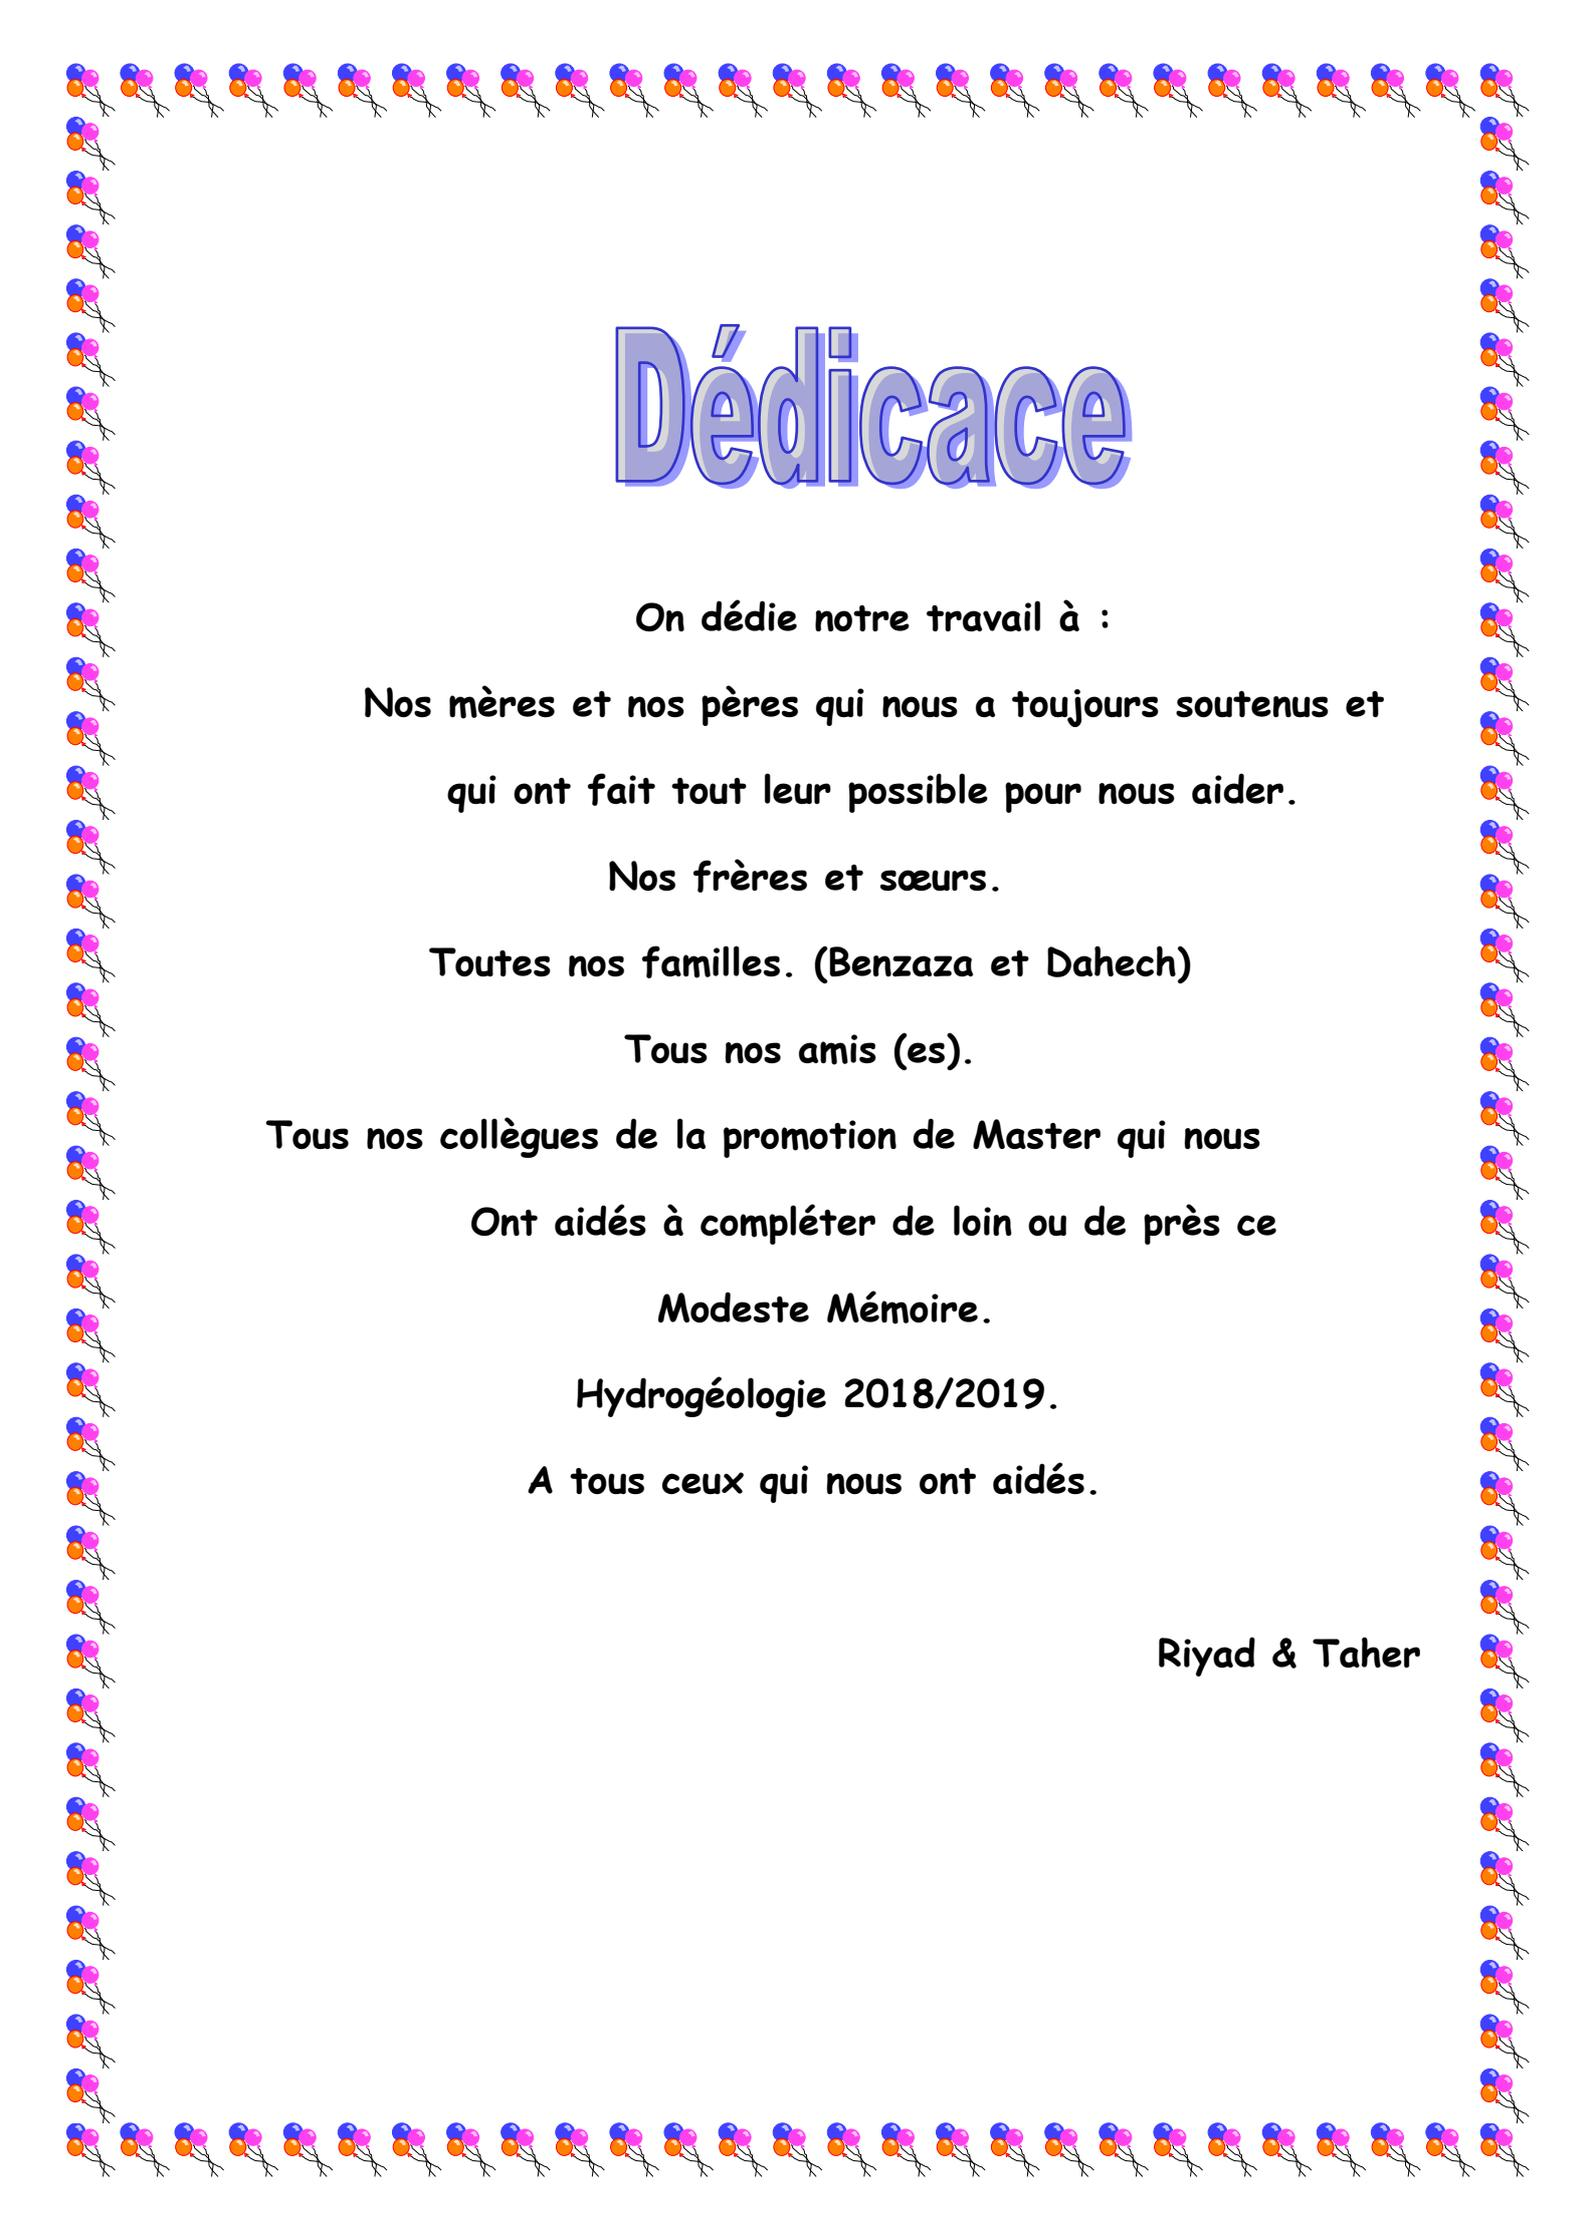 Dédicace
On dédie notre travail à :
Nos mères et nos pères qui nous a toujours soutenus et
qui ont fait tout leur possible pour nous aider.
Nos frères et sœurs.
Toutes nos familles. (Benzaza et Dahech)
Tous nos amis (es).
Tous nos collègues de la promotion de Master qui nous
Ont aidés à compléter de loin ou de près ce
Modeste Mémoire.
Hydrogéologie 2018/2019.
A tous ceux qui nous ont aidés.
Riyad & Taher